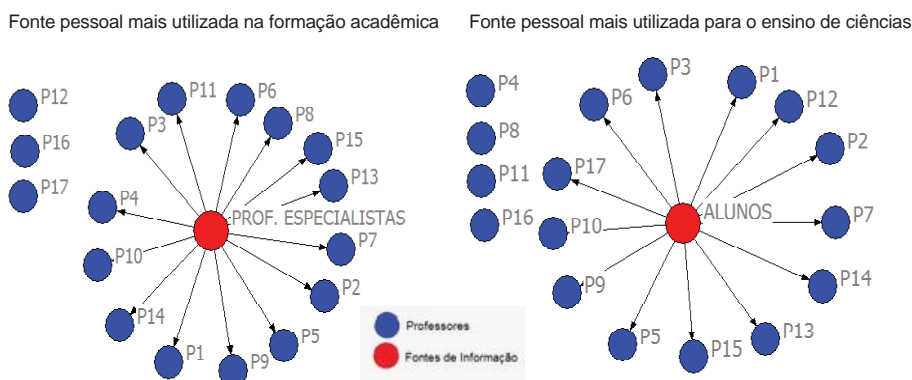 Fonte pessoal mais utilizada na formação acadêmica
P12
P16
P17
P11
P6
P3
P8
P15
P13
P4
PROF. ESPECIALISTAS
P7
P10
P2
P14
P5
P1
P9
Professores
Fontes de Informação
Fonte pessoal mais utilizada para o ensino de ciências
P4
P8
P11
P16
P3
P1
P6
P12
P2
P17
ALUNOS
P7
P10
P14
P9
P13
P5
P15